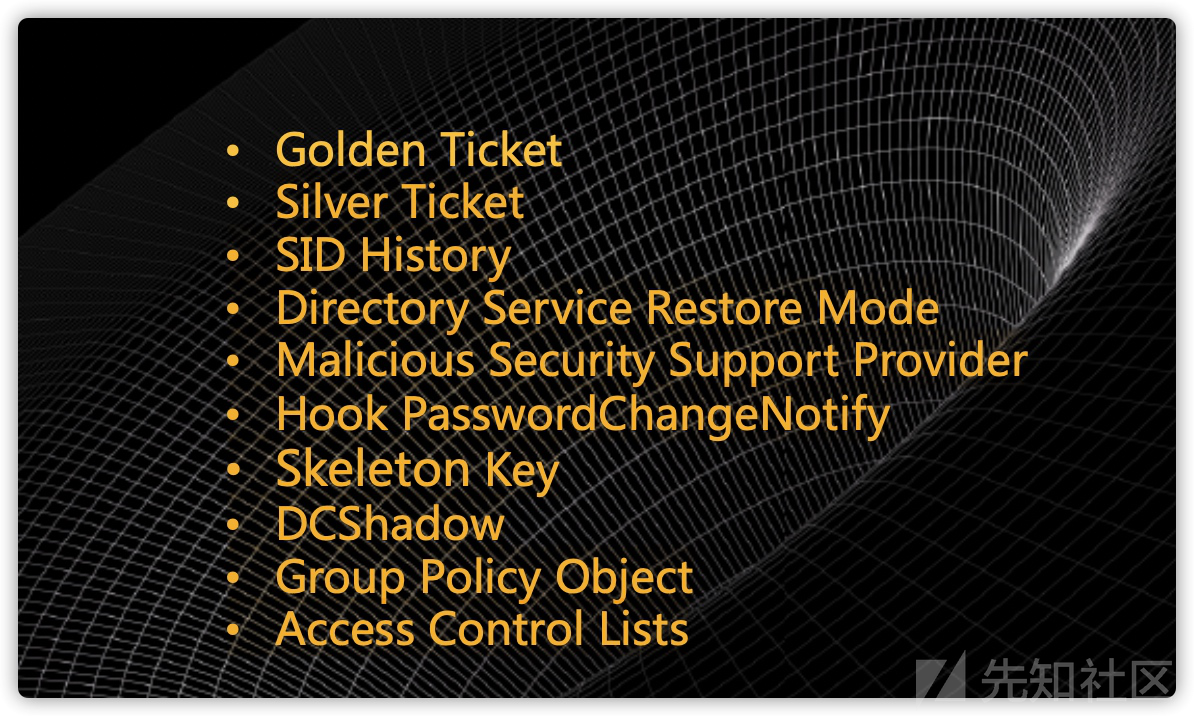 • Golden Ticket
• Silver Ticket
• SID History
• Directory Service Restore Mode
• Malicious Security Support Provider
• Hook PasswordChangeNotify
• Skeleton Key
• DCShadow
• Group Policy Object
• Access Control Lists
先知社区